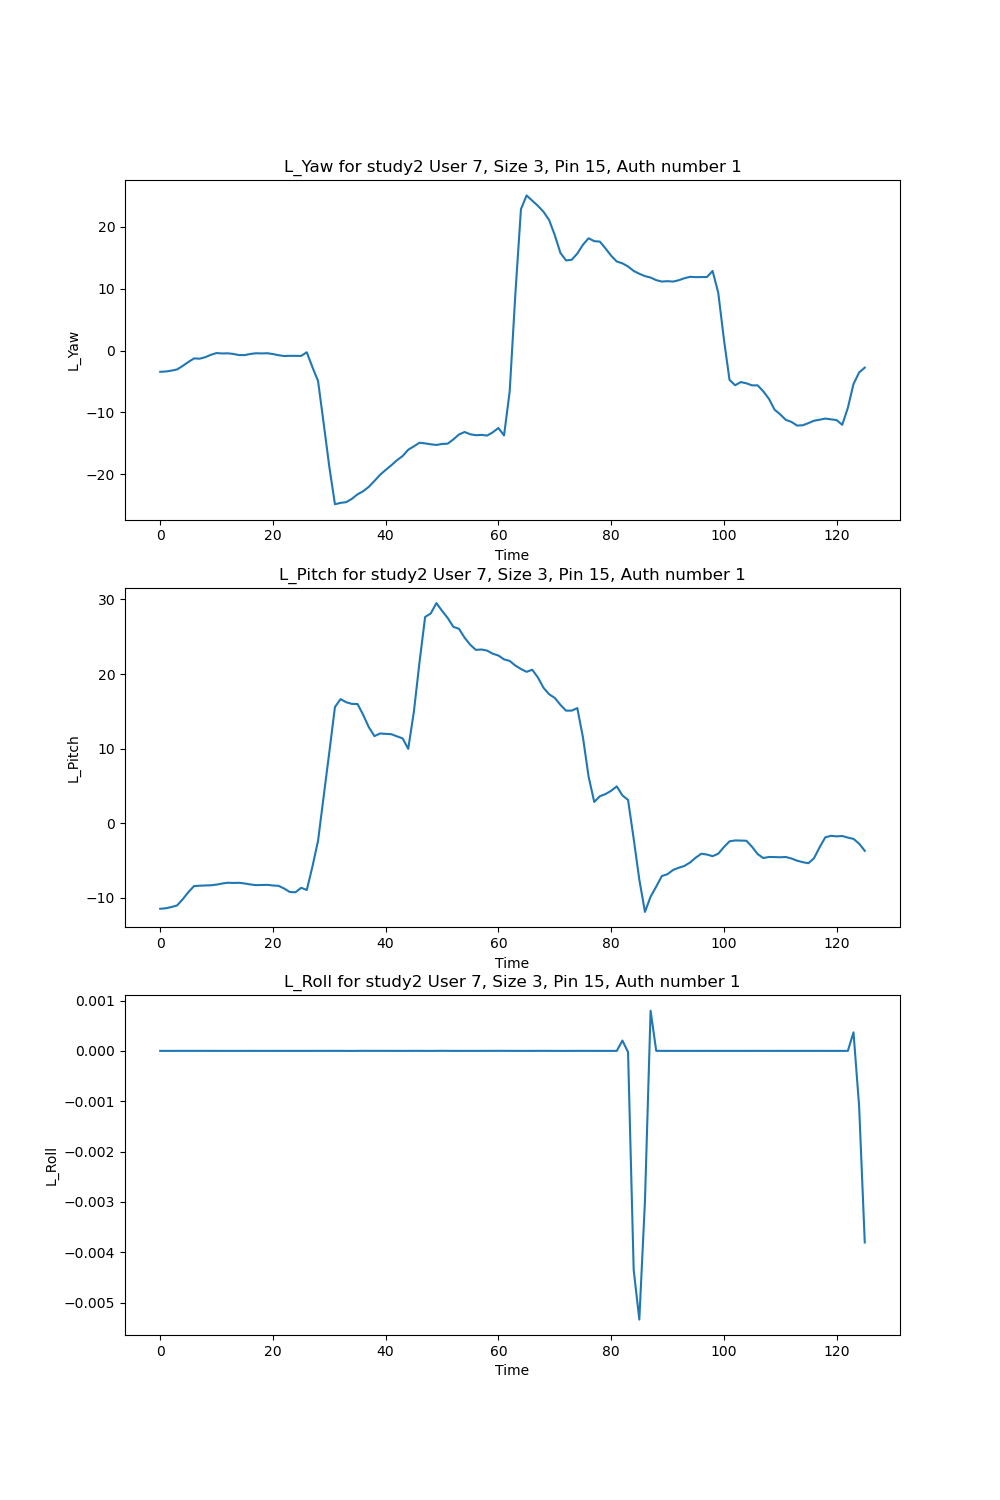 L_Yaw for study2 User 7, Size 3, Pin 15, Auth number 1
20
10
0
−10
−20
L_Yaw
0 20 40 60 80 100 120
Time
L_Pitch for study2 User 7, Size 3, Pin 15, Auth number 1
30
20
10
0
−10
L_Pitch
0 20 40 60 80 100 120
Time
L_Roll for study2 User 7, Size 3, Pin 15, Auth number 1
0.001
0.000
−0.001
−0.002
−0.003
−0.004
−0.005
L_Roll
0 20 40 60 80 100 120
Time